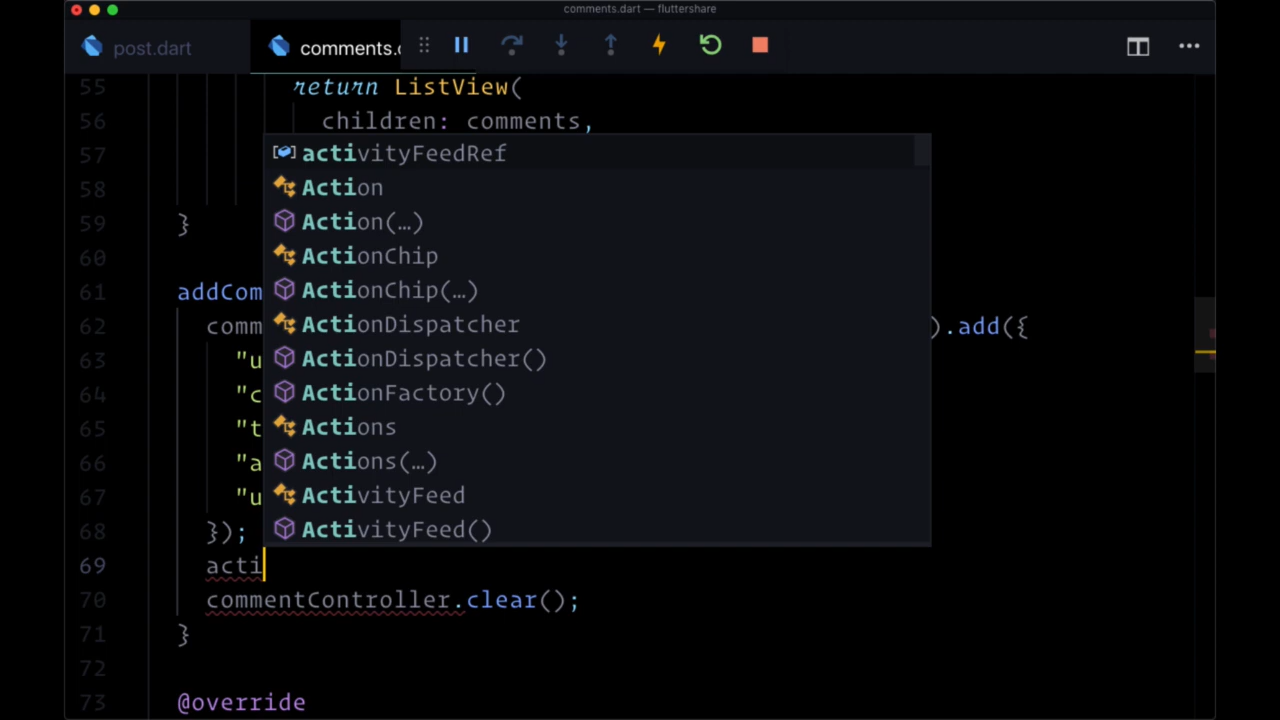 comments.dart — fluttershare
post.dart
comments.
55 return ListView(
56 children: comments,
57 activityFeedRef
58 Action
59 } Action(…)
60 ActionChip
61 addCom ActionChip(…)
62 comm ActionDispatcher ).add({
63 "u ActionDispatcher()
64 "c ActionFactory()
65 "t Actions
66 "a Actions(…)
67 "u ActivityFeed
68 }); ActivityFeed()
69 acti
70 commentController.clear();
71 }
72
73 @override